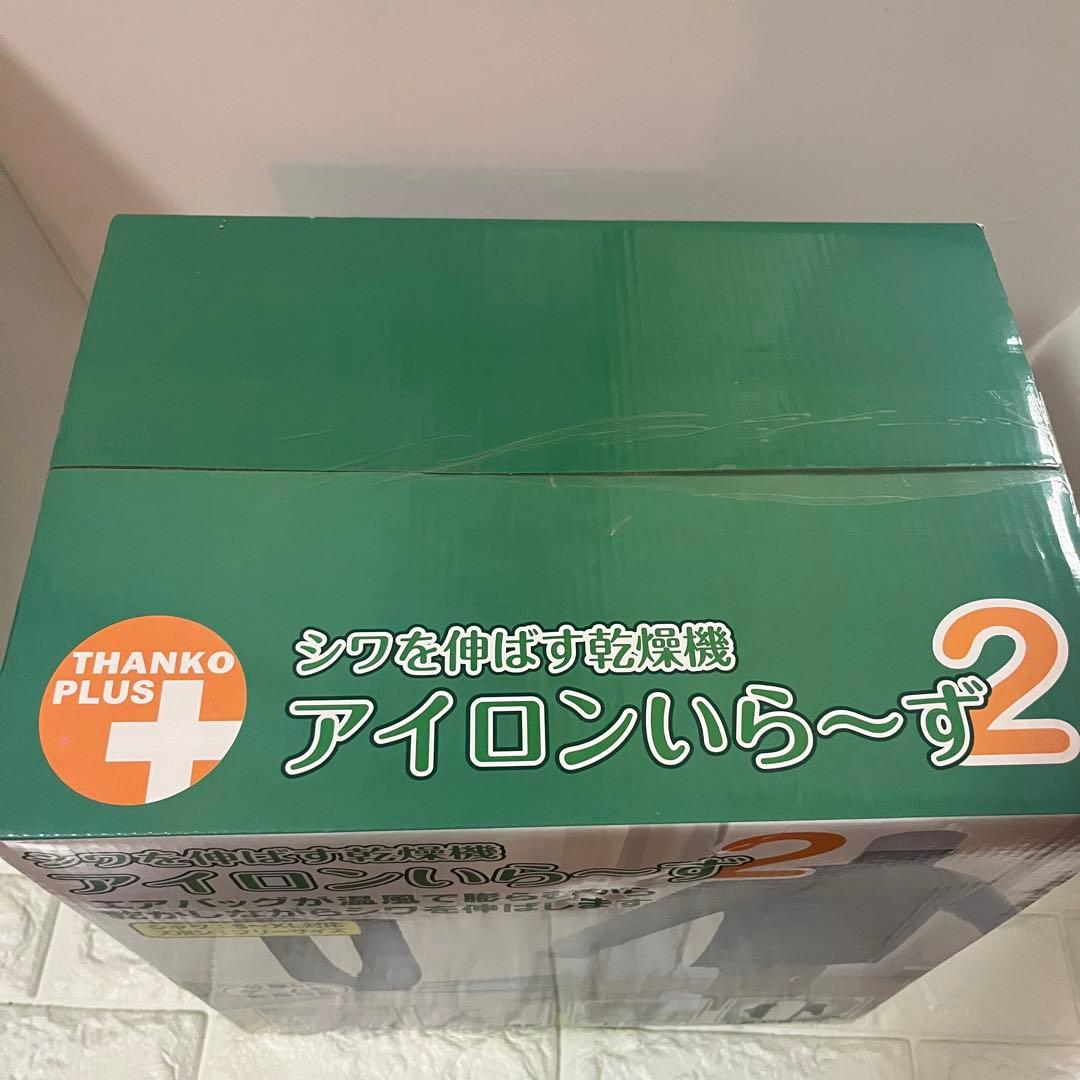 THANKO
PLUS
シワを伸ばす乾燥機
アイロンいら～ず2
シワを伸ばす乾燥機
アイロンいら～ず2
エアバッグが温風で膨らみ
乾かしながらシワを伸ばします